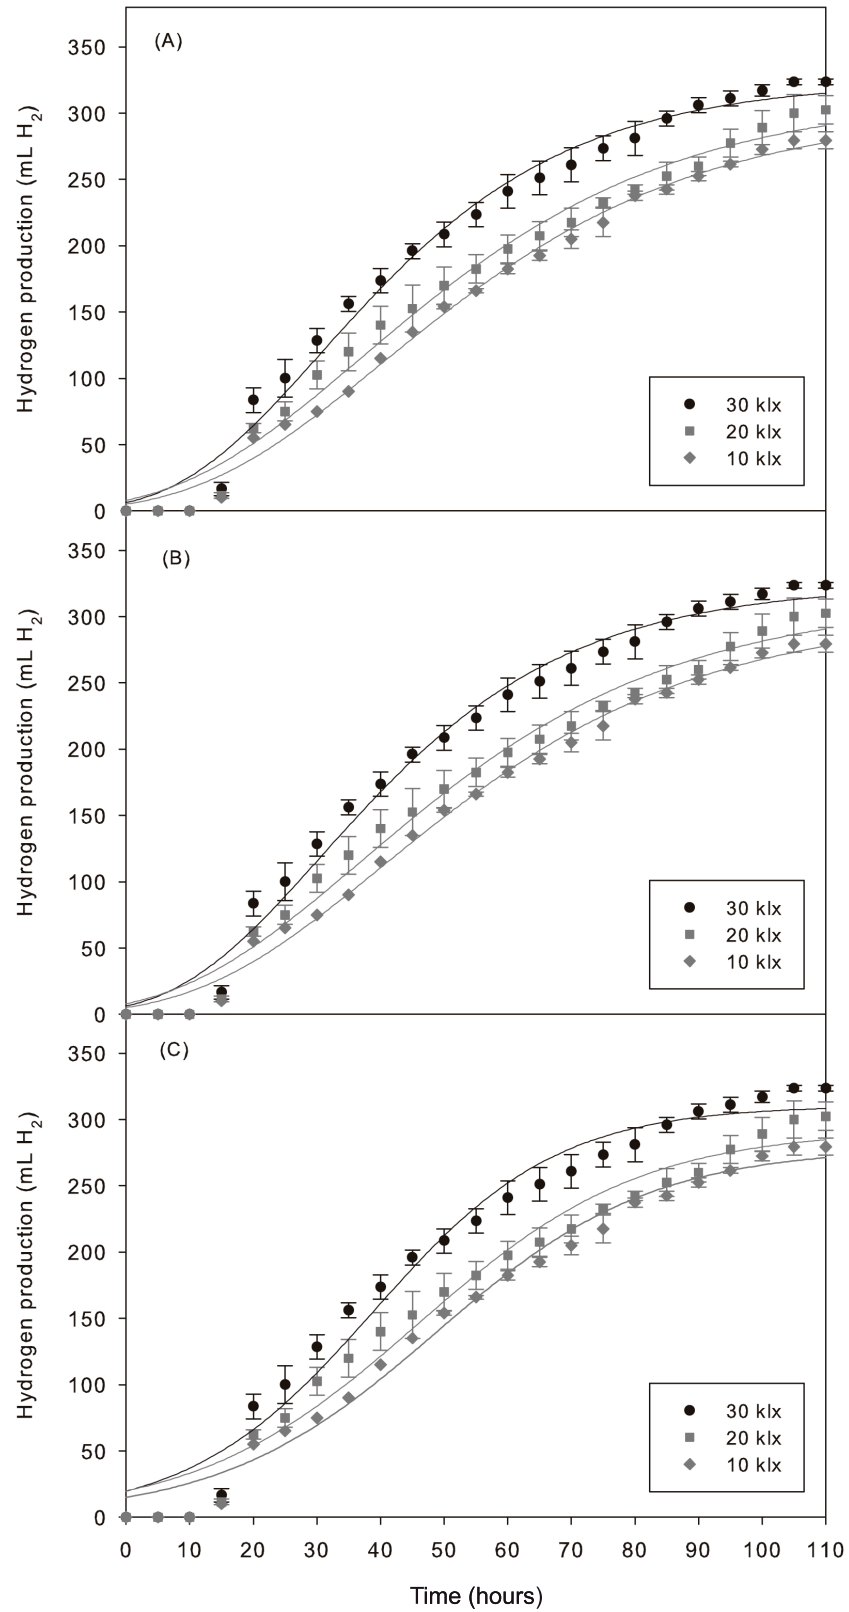 (A)
350
300
250
200
150
100
50
0
Hydrogen production (mL H2)
30 klx
20 klx
10 klx
(B)
350
300
250
200
150
100
50
0
Hydrogen production (mL H2)
30 klx
20 klx
10 klx
(C)
350
300
250
200
150
100
50
0
Hydrogen production (mL H2)
30 klx
20 klx
10 klx
0 10 20 30 40 50 60 70 80 90 100 110
Time (hours)